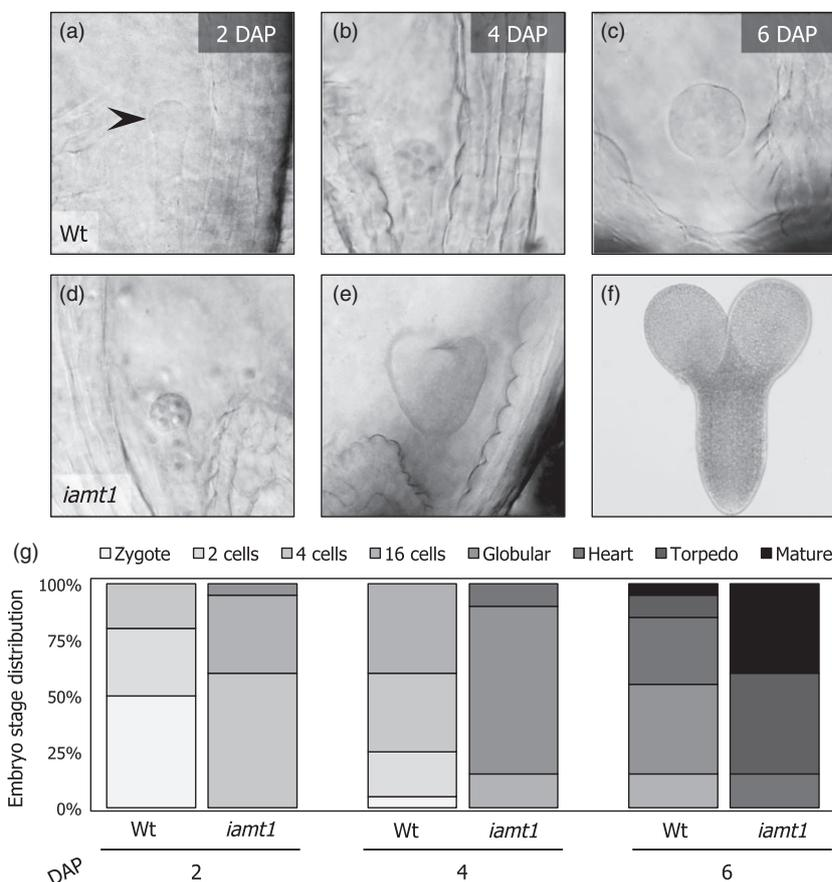 (a) 2 DAP
(b) 4 DAP
(c) 6 DAP
Wt
(d)
(e)
(f)
iamt1
(g)
Zygote 2 cells 4 cells 16 cells Globular Heart Torpedo Mature
Embryo stage distribution
100%
75%
50%
25%
0%
Wt iamt1 Wt iamt1 Wt iamt1
DAP 2 4 6